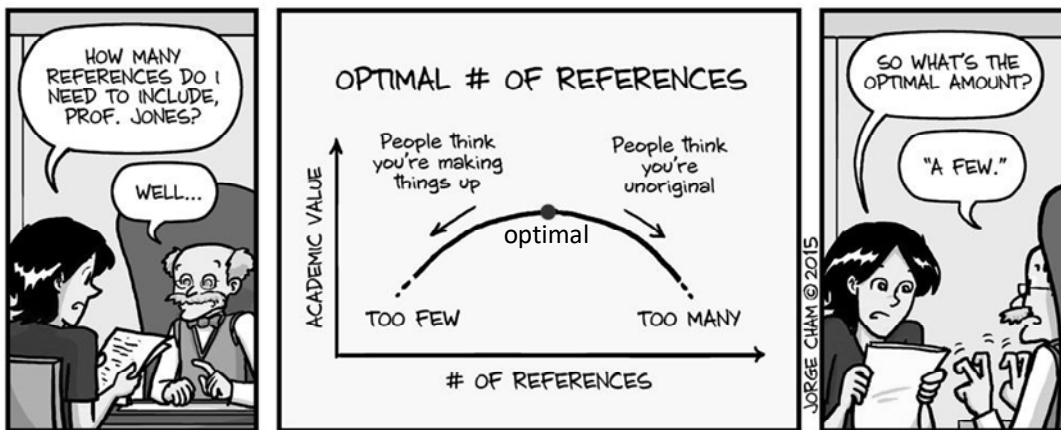 HOW MANY
REFERENCES DO I
NEED TO INCLUDE,
PROF. JONES?
WELL...
OPTIMAL # OF REFERENCES
People think
you're making
things up
People think
you're
unoriginal
optimal
ACADEMIC VALUE
TOO FEW
TOO MANY
# OF REFERENCES
SO WHAT'S THE
OPTIMAL AMOUNT?
"A FEW."
JORGE CHAM © 2015